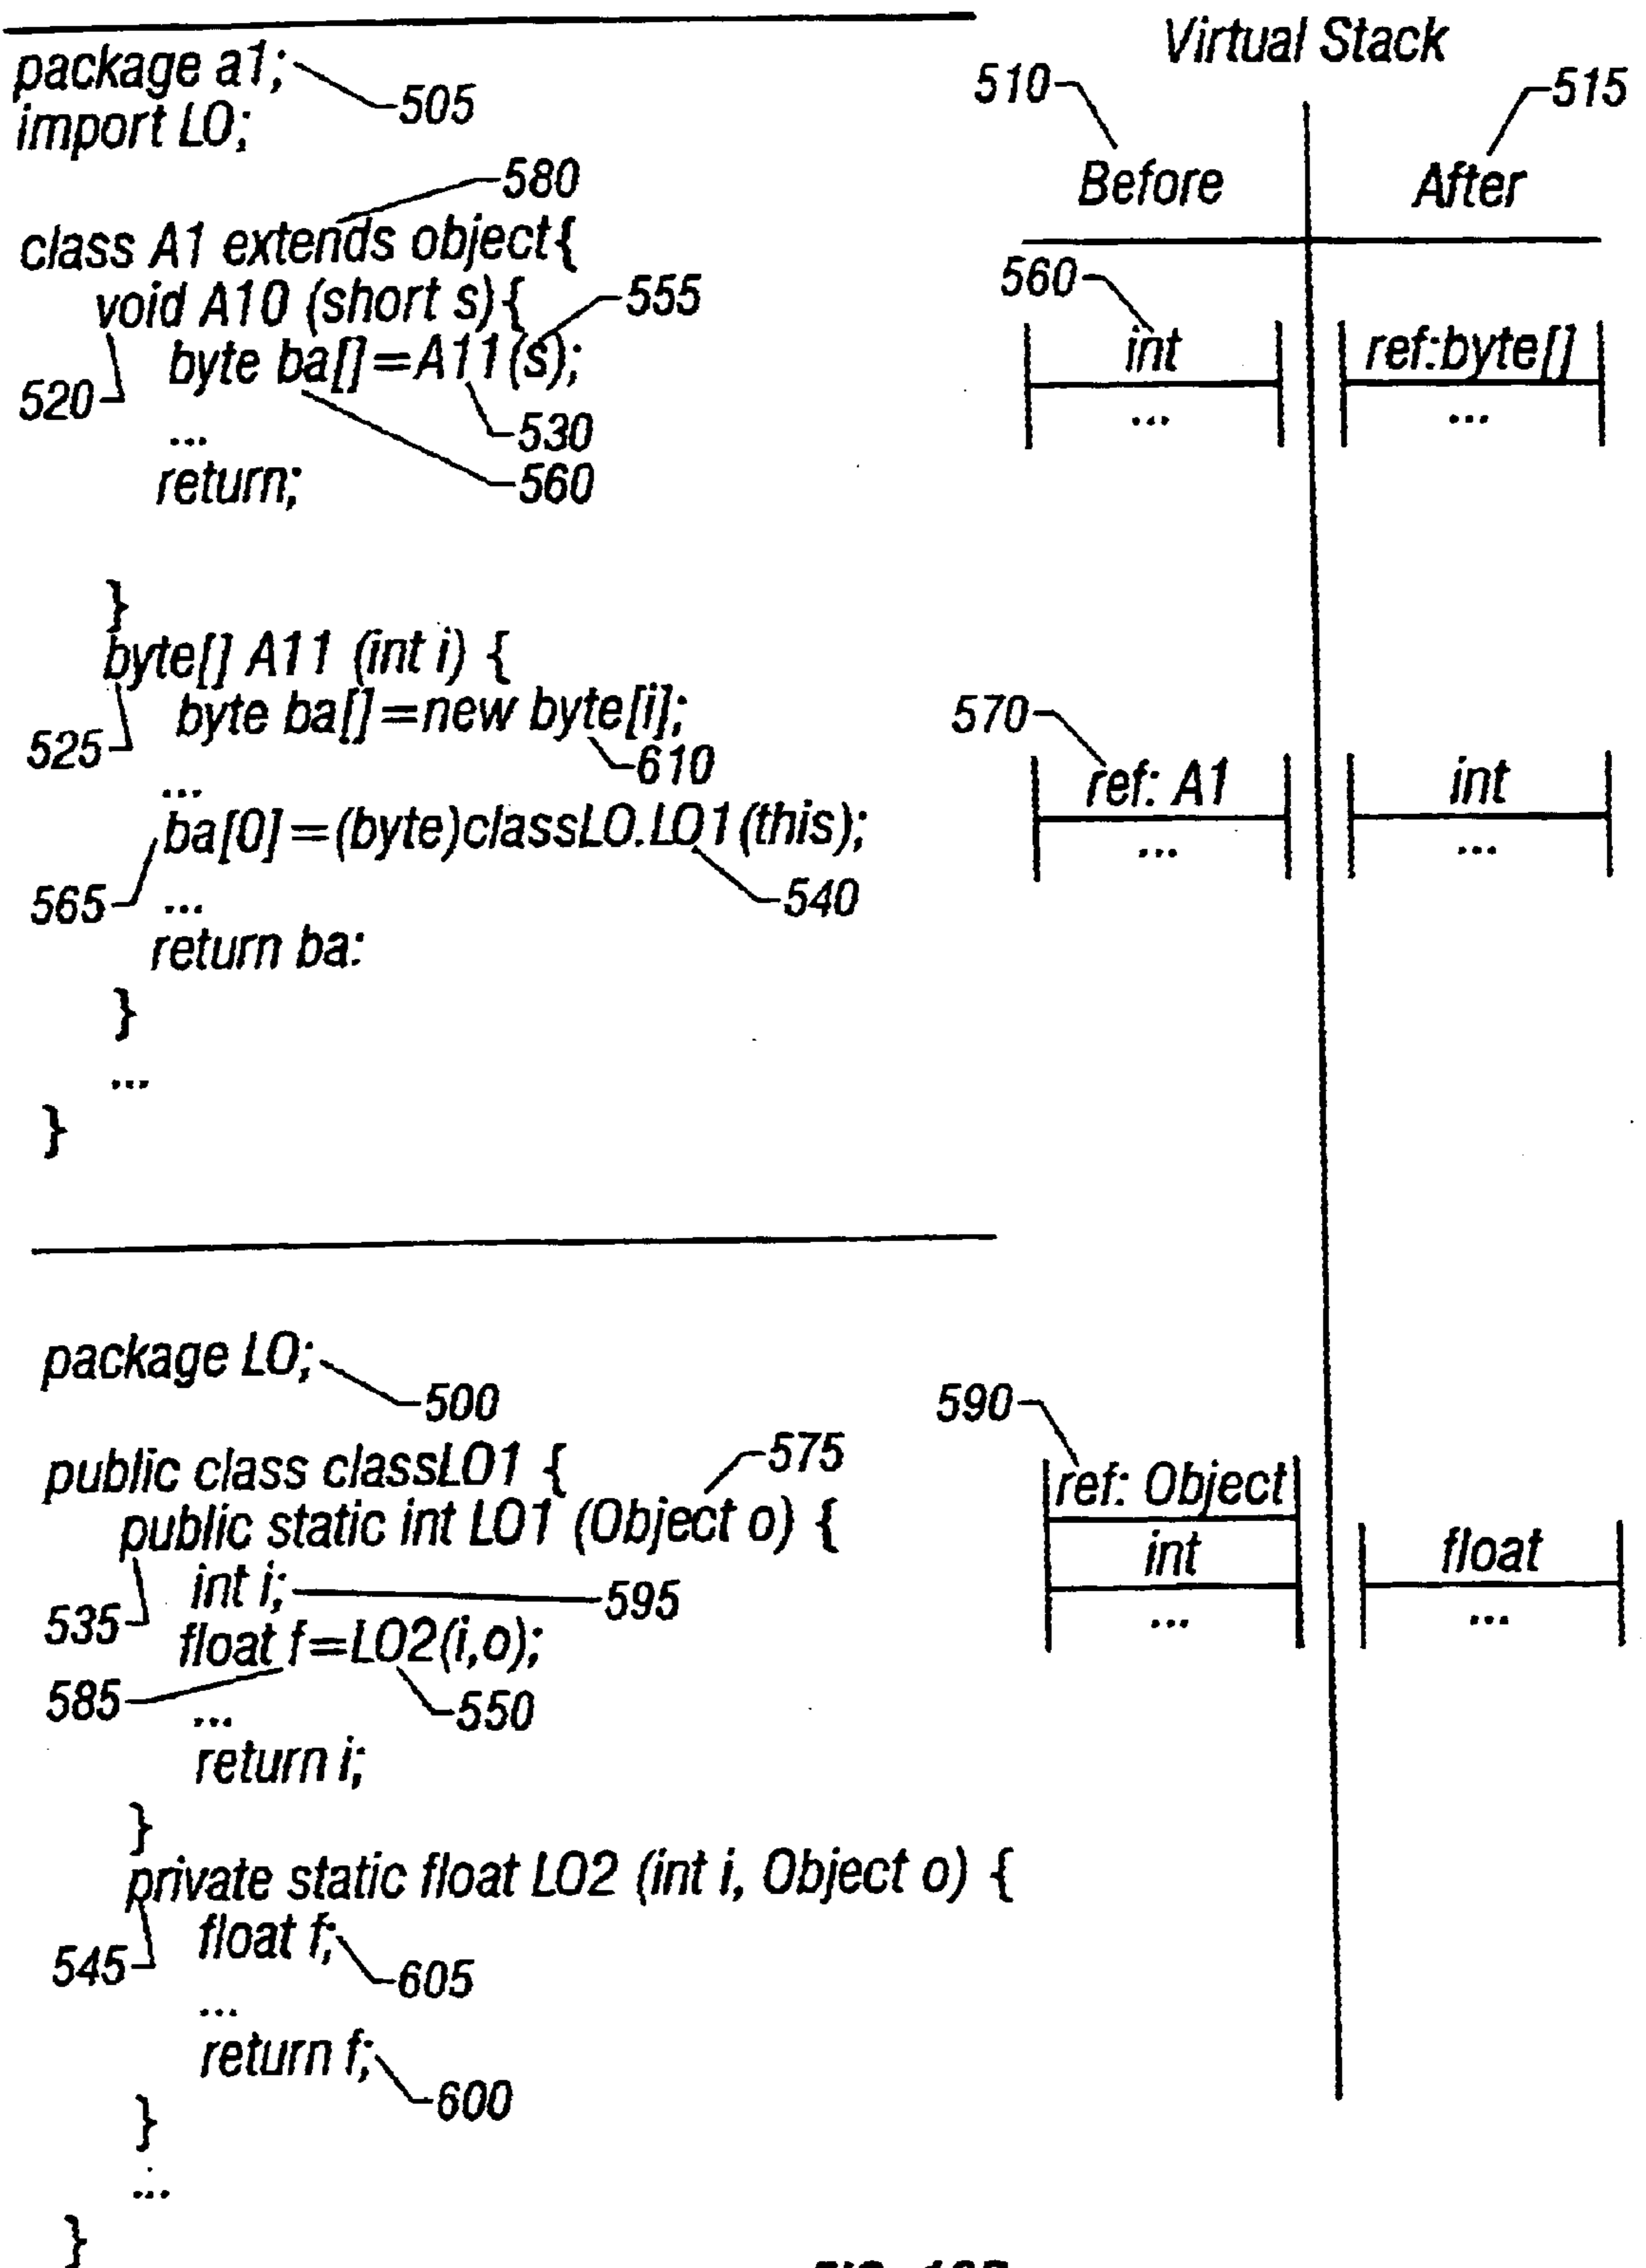 package a1;
505
import LO;
580
class A1 extends object{
void A10 (short s){
555
byte ba[]=A11(s);
520
...
530
return;
560
}
byte[] A11 (int i) {
byte ba[]=new byte[i];
525
610
...
ba[0]=(byte)classLO.LO1(this);
565
...
540
return ba:
}
...
}
package LO;
500
public class classLO1 {
575
public static int LO1 (Object o) {
int i;
595
535
float f=LO2(i,o);
585
550
...
return i;
}
private static float LO2 (int i, Object o) {
float f;
545
605
...
return f;
600
}
...
}
Virtual Stack
510
515
Before
After
560
int
ref:byte[]
...
...
570
ref: A1
int
...
...
590
ref: Object
int
float
...
...